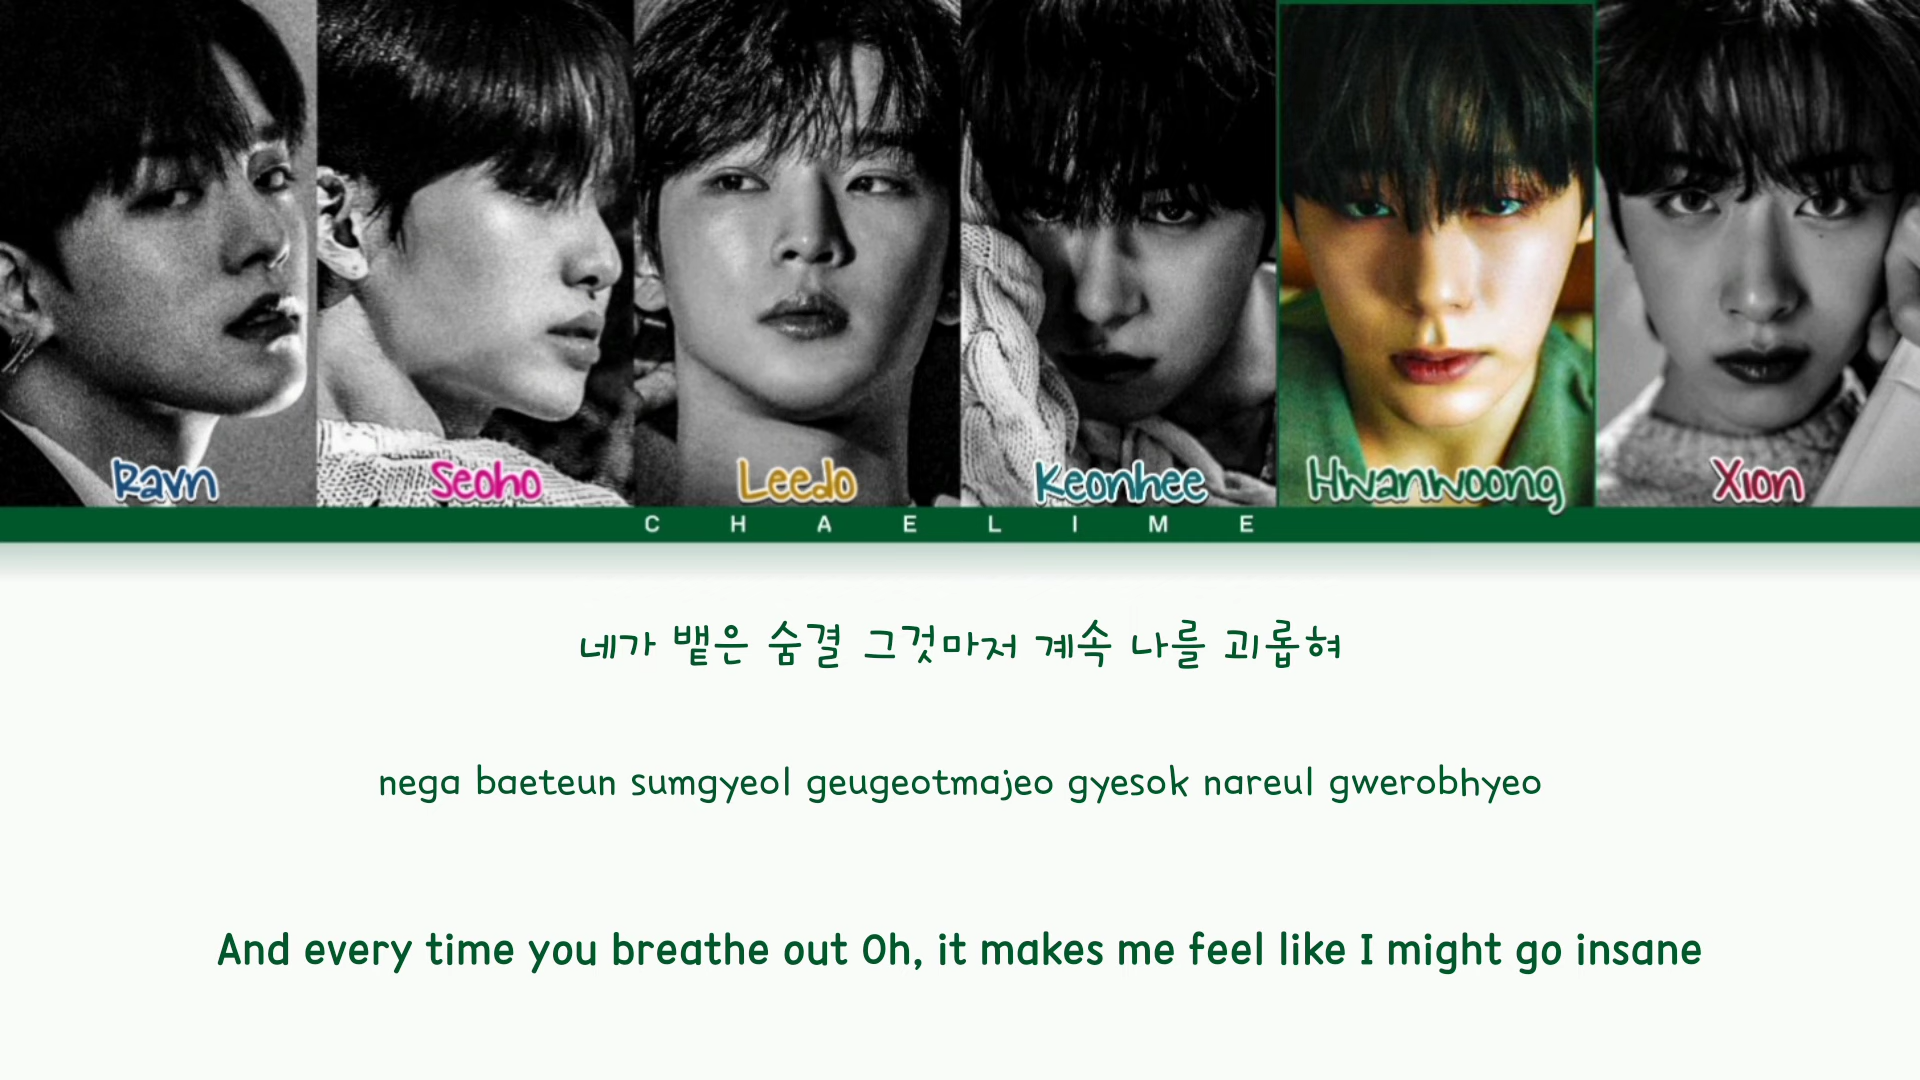 Ravn Seoho Leedo Keonhee Hwanwoong Xion
CHAELIME
네가 뱉은 숨결 그것마저 계속 나를 괴롭혀
nega baeteun sumgyeol geugeotmajeo gyesok nareul gwerobhyeo
And every time you breathe out Oh, it makes me feel like I might go insane